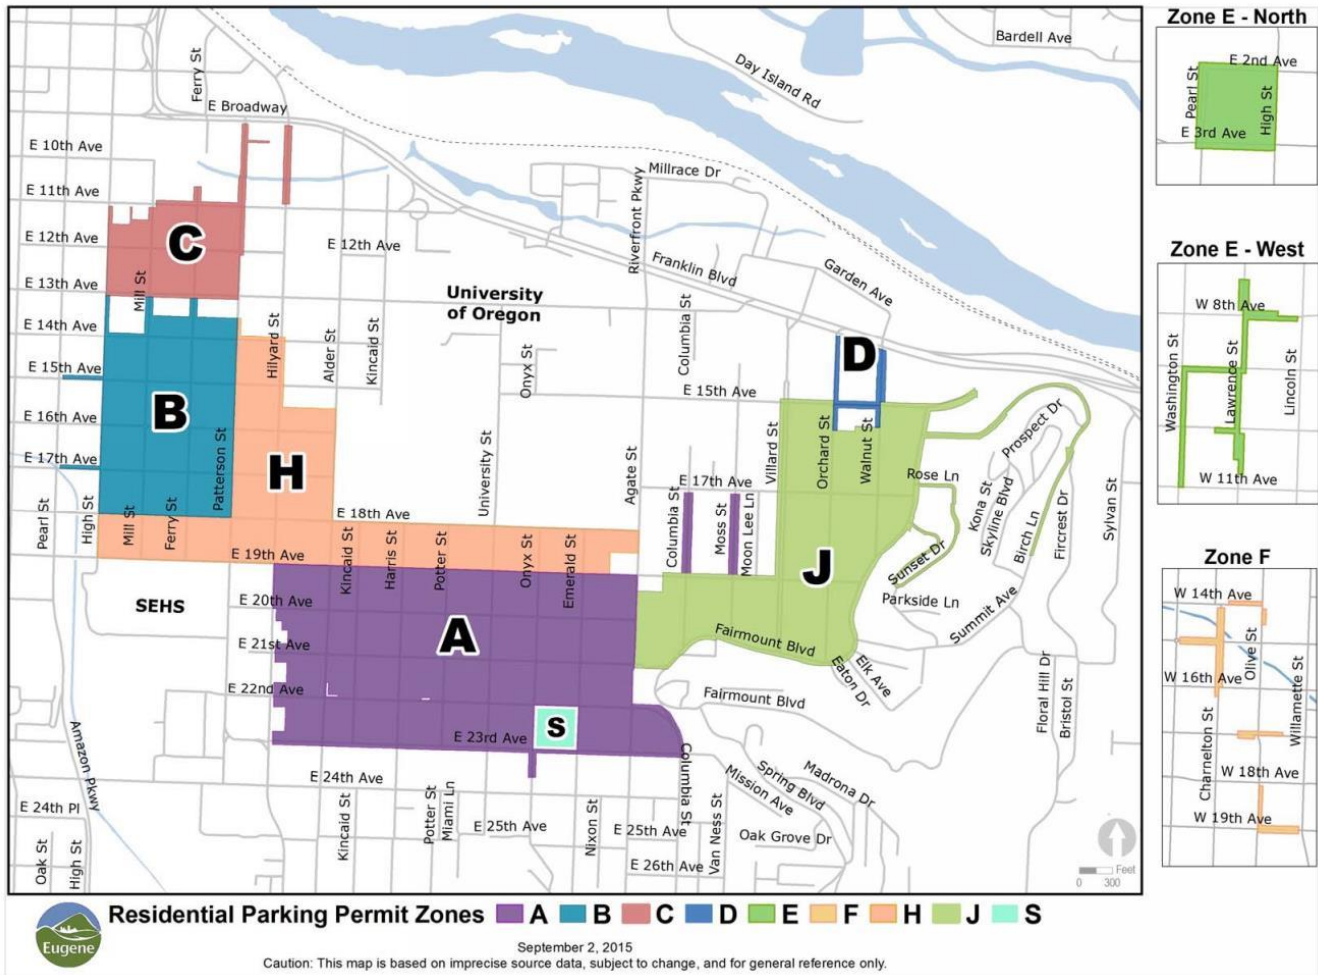 Zone E - North
E 2nd Ave
Pearl St
High St
E 3rd Ave
Zone E - West
W 8th Ave
Washington St
Lawrence St
Lincoln St
W 11th Ave
Zone F
W 14th Ave
Olive St
W 16th Ave
Willamette St
Charnelton St
W 18th Ave
W 19th Ave
Bardell Ave
Day Island Rd
Ferry St
E Broadway
E 10th Ave
Millrace Dr
E 11th Ave
Riverfront Pkwy
E 12th Ave
C
E 12th Ave
Franklin Blvd
Garden Ave
E 13th Ave
Mill St
University
of Oregon
Columbia St
E 14th Ave
Hilyard St
Alder St
Kincaid St
Onyx St
D
E 15th Ave
E 15th Ave
B
E 16th Ave
Patterson St
University St
Agate St
Villard St
Orchard St
Walnut St
Prospect Dr
E 17th Ave
H
E 17th Ave
Rose Ln
Kona St
Skyline Blvd
Pearl St
High St
Mill St
Ferry St
E 18th Ave
Columbia St
Moss St
Moon Lee Ln
Birch Ln
Fircrest Dr
Sylvan St
E 19th Ave
Kincaid St
Harris St
Potter St
Onyx St
Emerald St
J
Sunset Dr
SEHS
E 20th Ave
Parkside Ln
Summit Ave
A
E 21st Ave
Fairmount Blvd
Eaton Dr
Elk Ave
E 22nd Ave
Fairmount Blvd
Floral Hill Dr
Bristol St
S
E 23rd Ave
Amazon Pkwy
Columbia St
E 24th Ave
Mission Ave
Spring Blvd
Madrona Dr
E 24th Pl
Kincaid St
Potter St
Miami Ln
E 25th Ave
Nixon St
E 25th Ave
Van Ness St
Oak Grove Dr
Oak St
High St
E 26th Ave
Feet
0 300
Eugene
Residential Parking Permit Zones A B C D E F H J S
September 2, 2015
Caution: This map is based on imprecise source data, subject to change, and for general reference only.